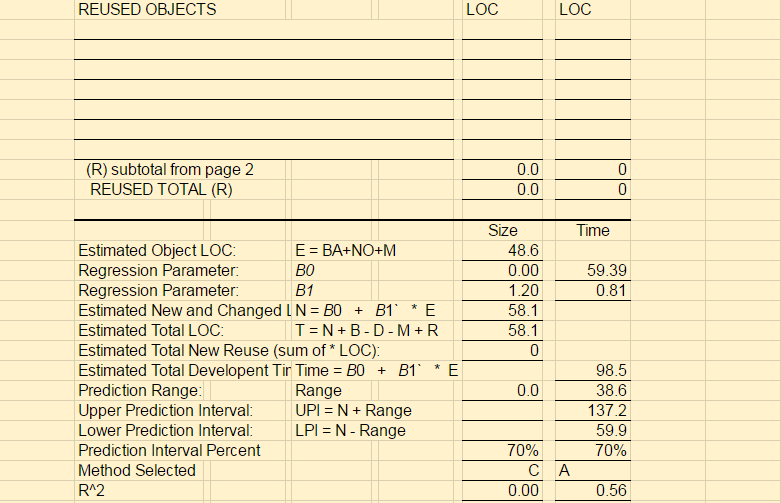 REUSED OBJECTS LOC LOC
(R) subtotal from page 2 0.0 0
REUSED TOTAL (R) 0.0 0
Size Time
Estimated Object LOC: E = BA+NO+M 48.6
Regression Parameter: B0 0.00 59.39
Regression Parameter: B1 1.20 0.81
Estimated New and Changed L N = B0 + B1` * E 58.1
Estimated Total LOC: T = N + B - D - M + R 58.1
Estimated Total New Reuse (sum of * LOC): 0
Estimated Total Developent Tir Time = B0 + B1` * E 98.5
Prediction Range: Range 0.0 38.6
Upper Prediction Interval: UPI = N + Range 137.2
Lower Prediction Interval: LPI = N - Range 59.9
Prediction Interval Percent 70% 70%
Method Selected C A
R^2 0.00 0.56